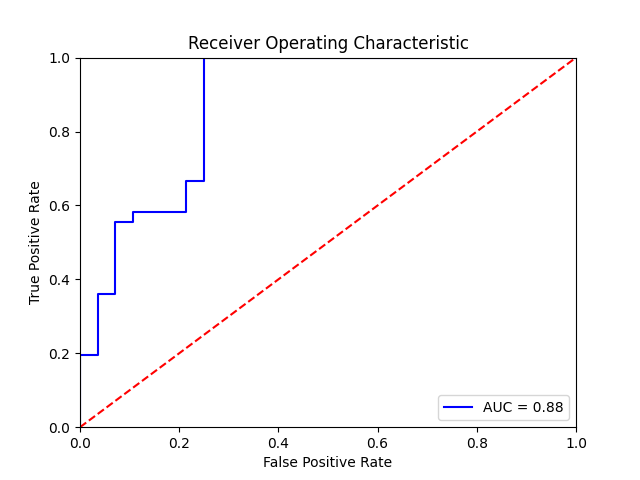 Receiver Operating Characteristic
1.0
0.8
0.6
0.4
0.2
0.0
True Positive Rate
AUC = 0.88
0.0 0.2 0.4 0.6 0.8 1.0
False Positive Rate